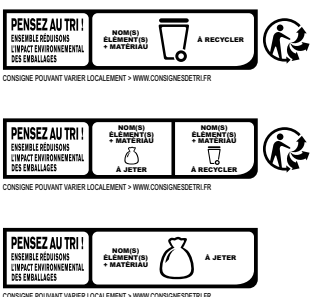 PENSEZ AU TRI !
ENSEMBLE RÉDUISONS
L'IMPACT ENVIRONNEMENTAL
DES EMBALLAGES
NOM(S)
ÉLÉMENT(S)
+ MATÉRIAU
À RECYCLER
CONSIGNE POUVANT VARIER LOCALEMENT > WWW.CONSIGNESDETRI.FR
PENSEZ AU TRI !
ENSEMBLE RÉDUISONS
L'IMPACT ENVIRONNEMENTAL
DES EMBALLAGES
NOM(S)
ÉLÉMENT(S)
+ MATÉRIAU
À JETER
NOM(S)
ÉLÉMENT(S)
+ MATÉRIAU
À RECYCLER
CONSIGNE POUVANT VARIER LOCALEMENT > WWW.CONSIGNESDETRI.FR
PENSEZ AU TRI !
ENSEMBLE RÉDUISONS
L'IMPACT ENVIRONNEMENTAL
DES EMBALLAGES
NOM(S)
ÉLÉMENT(S)
+ MATÉRIAU
À JETER
CONSIGNE POUVANT VARIER LOCALEMENT > WWW.CONSIGNESDETRI.FR